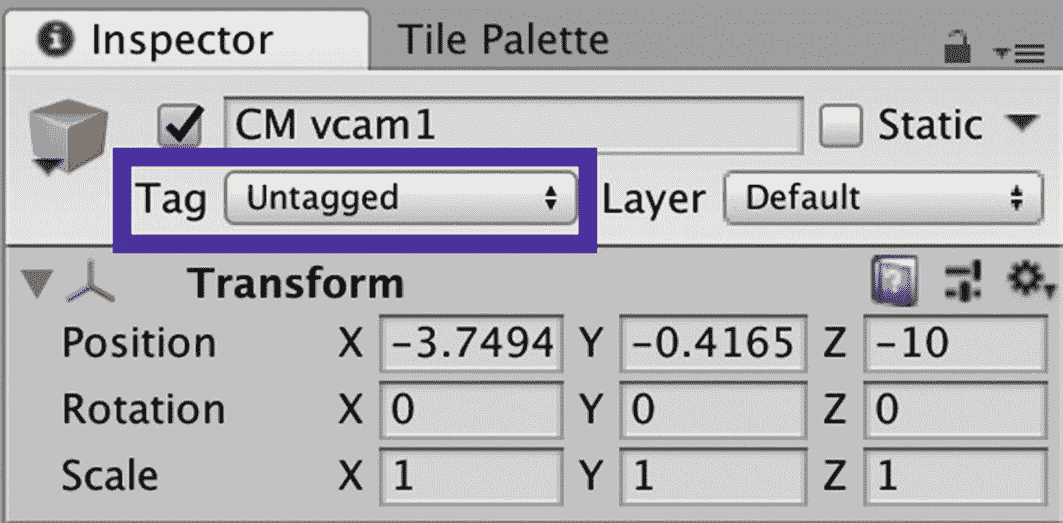 Inspector Tile Palette
CM vcam1 Static
Tag Untagged Layer Default
Transform
Position X -3.7494 Y -0.4165 Z -10
Rotation X 0 Y 0 Z 0
Scale X 1 Y 1 Z 1